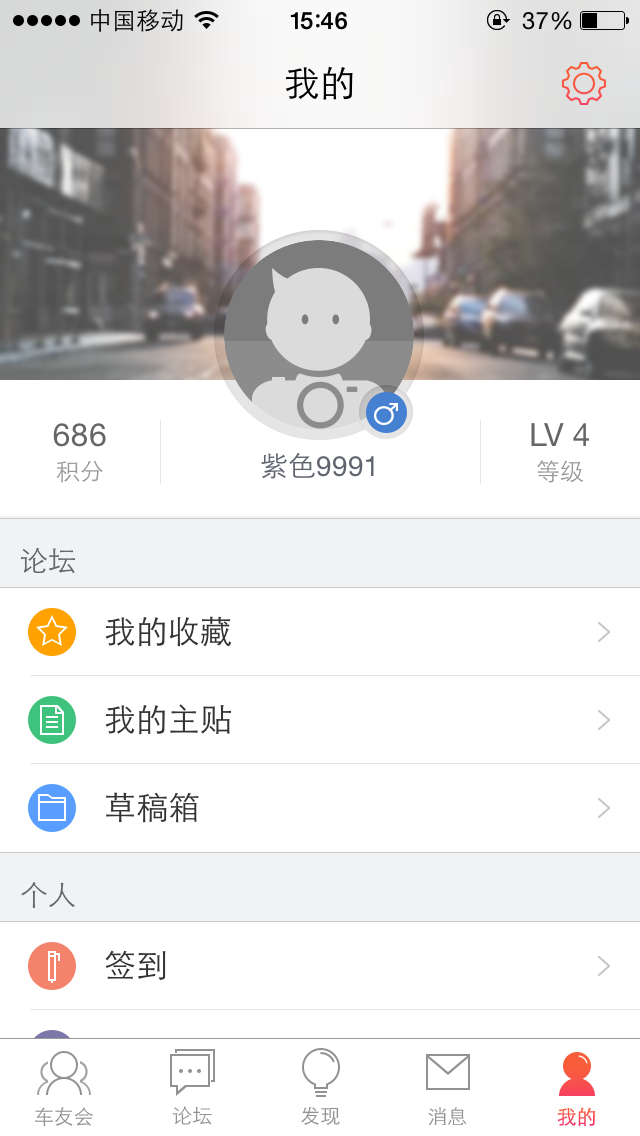 中国移动 15:46 37%
我的
686
积分
紫色9991
LV 4
等级
论坛
我的收藏
我的主贴
草稿箱
个人
签到
车友会 论坛 发现 消息 我的